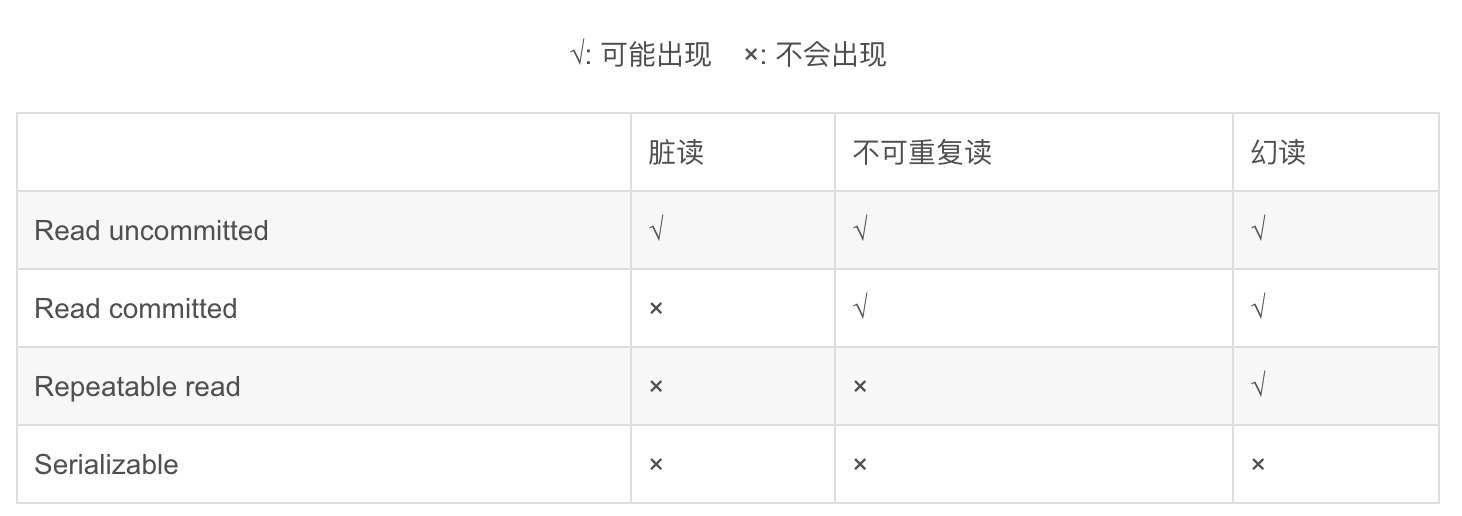 √: 可能出现 ×: 不会出现
脏读 不可重复读 幻读
Read uncommitted √ √ √
Read committed × √ √
Repeatable read × × √
Serializable × × ×